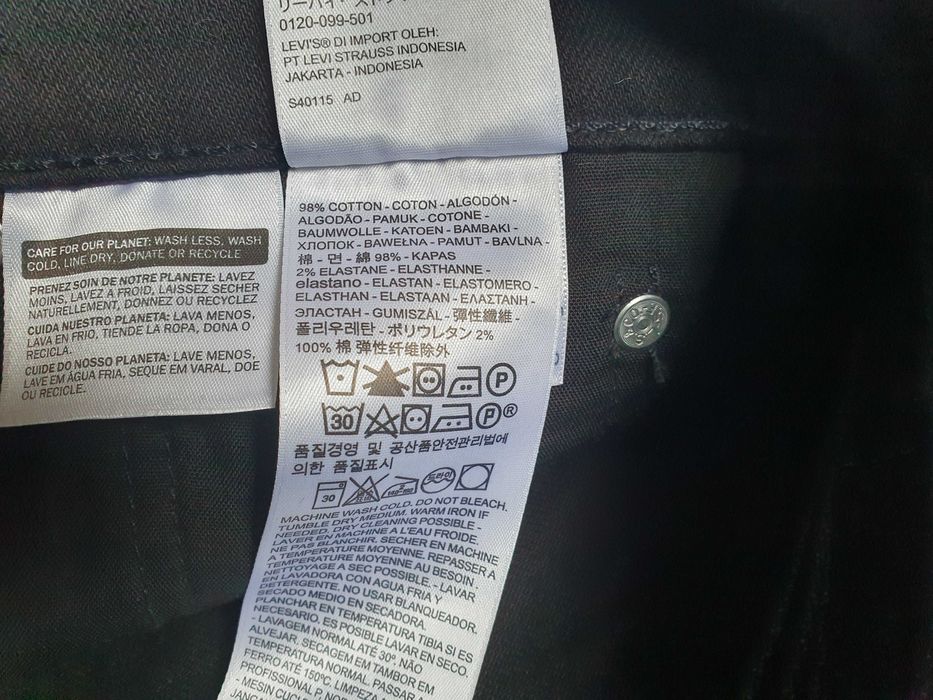 0120-099-501
LEVI'S® DI IMPORT OLEH:
PT LEVI STRAUSS INDONESIA
JAKARTA - INDONESIA
S40115 AD
CARE FOR OUR PLANET: WASH LESS, WASH
COLD, LINE DRY, DONATE OR RECYCLE
PRENEZ SOIN DE NOTRE PLANETE: LAVEZ
MOINS, LAVEZ A FROID, LAISSEZ SECHER
NATURELLEMENT, DONNEZ OU RECYCLEZ
CUIDA NUESTRO PLANETA: LAVA MENOS,
LAVA EN FRIO, TIENDE LA ROPA, DONA O
RECICLA.
CUIDE DO NOSSO PLANETA: LAVE MENOS,
LAVE EM ÁGUA FRIA, SEQUE EM VARAL, DOE
OU RECICLE.
98% COTTON - COTON - ALGODÓN -
ALGODÃO - PAMUK - COTONE -
BAUMWOLLE - KATOEN - BAMBAKI -
ХЛОПОК - BAWEŁNA - PAMUT - BAVLNA -
棉 - 면 - 綿 98% - KAPAS
2% ELASTANE - ELASTHANNE -
elastano - ELASTAN - ELASTOMERO -
ELASTHAN - ELASTAAN - ΕΛΑΣΤΑΝΗ -
ЭЛАСТАН - GUMISZÁL - 彈性纖維 -
폴리우레탄 - ポリウレタン 2%
100% 棉 弹性纤维除外
P
30 P®
품질경영 및 공산품안전관리법에
의한 품질표시
30 드라이
MACHINE WASH COLD. DO NOT BLEACH.
TUMBLE DRY MEDIUM. WARM IRON IF
NEEDED. DRY CLEANING POSSIBLE -
LAVER EN MACHINE A L'EAU FROIDE.
NE PAS BLANCHIR. SECHER EN MACHINE
A TEMPERATURE MOYENNE. REPASSER A
TEMPERATURE MOYENNE AU BESOIN
NETTOYAGE A SEC POSSIBLE. - LAVAR
EN LAVADORA CON AGUA FRIA Y
DETERGENTE. NO USAR BLANQUEADOR.
SECADO MEDIO EN SECADORA.
PLANCHAR EN TEMPERATURA TIBIA SI ES
NECESARIO. ES POSIBLE LAVAR EN SECO.
- LAVAGEM NORMAL ATÉ 30º. NÃO
ALVEJAR. SECAGEM EM TAMBOR EM
TEMPERATURA NORMAL. PASSAR A
FERRO ATÉ 150ºC. LIMPEZA A
PROFISSIONAL
- MESIN CUCI